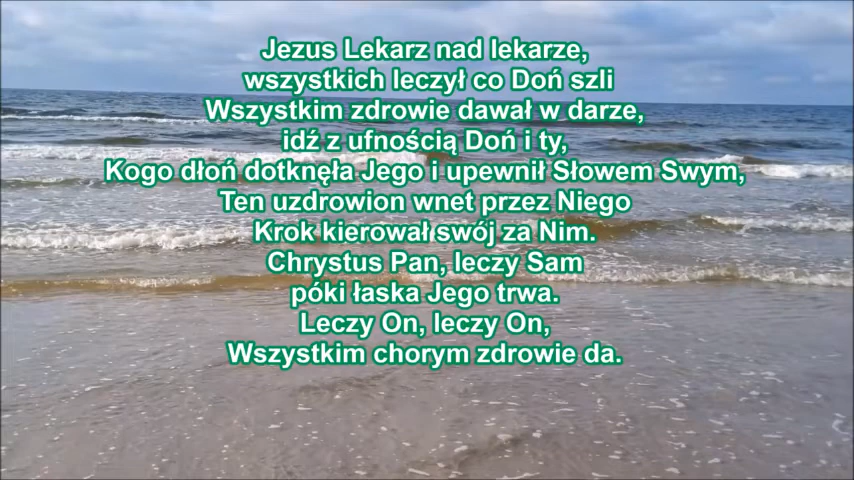 Jezus Lekarz nad lekarze,
wszystkich leczył co Doń szli
Wszystkim zdrowie dawał w darze,
idź z ufnością Doń i ty,
Kogo dłoń dotknęła Jego i upewnił Słowem Swym,
Ten uzdrowion wnet przez Niego
Krok kierował swój za Nim.
Chrystus Pan, leczy Sam
póki łaska Jego trwa.
Leczy On, leczy On,
Wszystkim chorym zdrowie da.